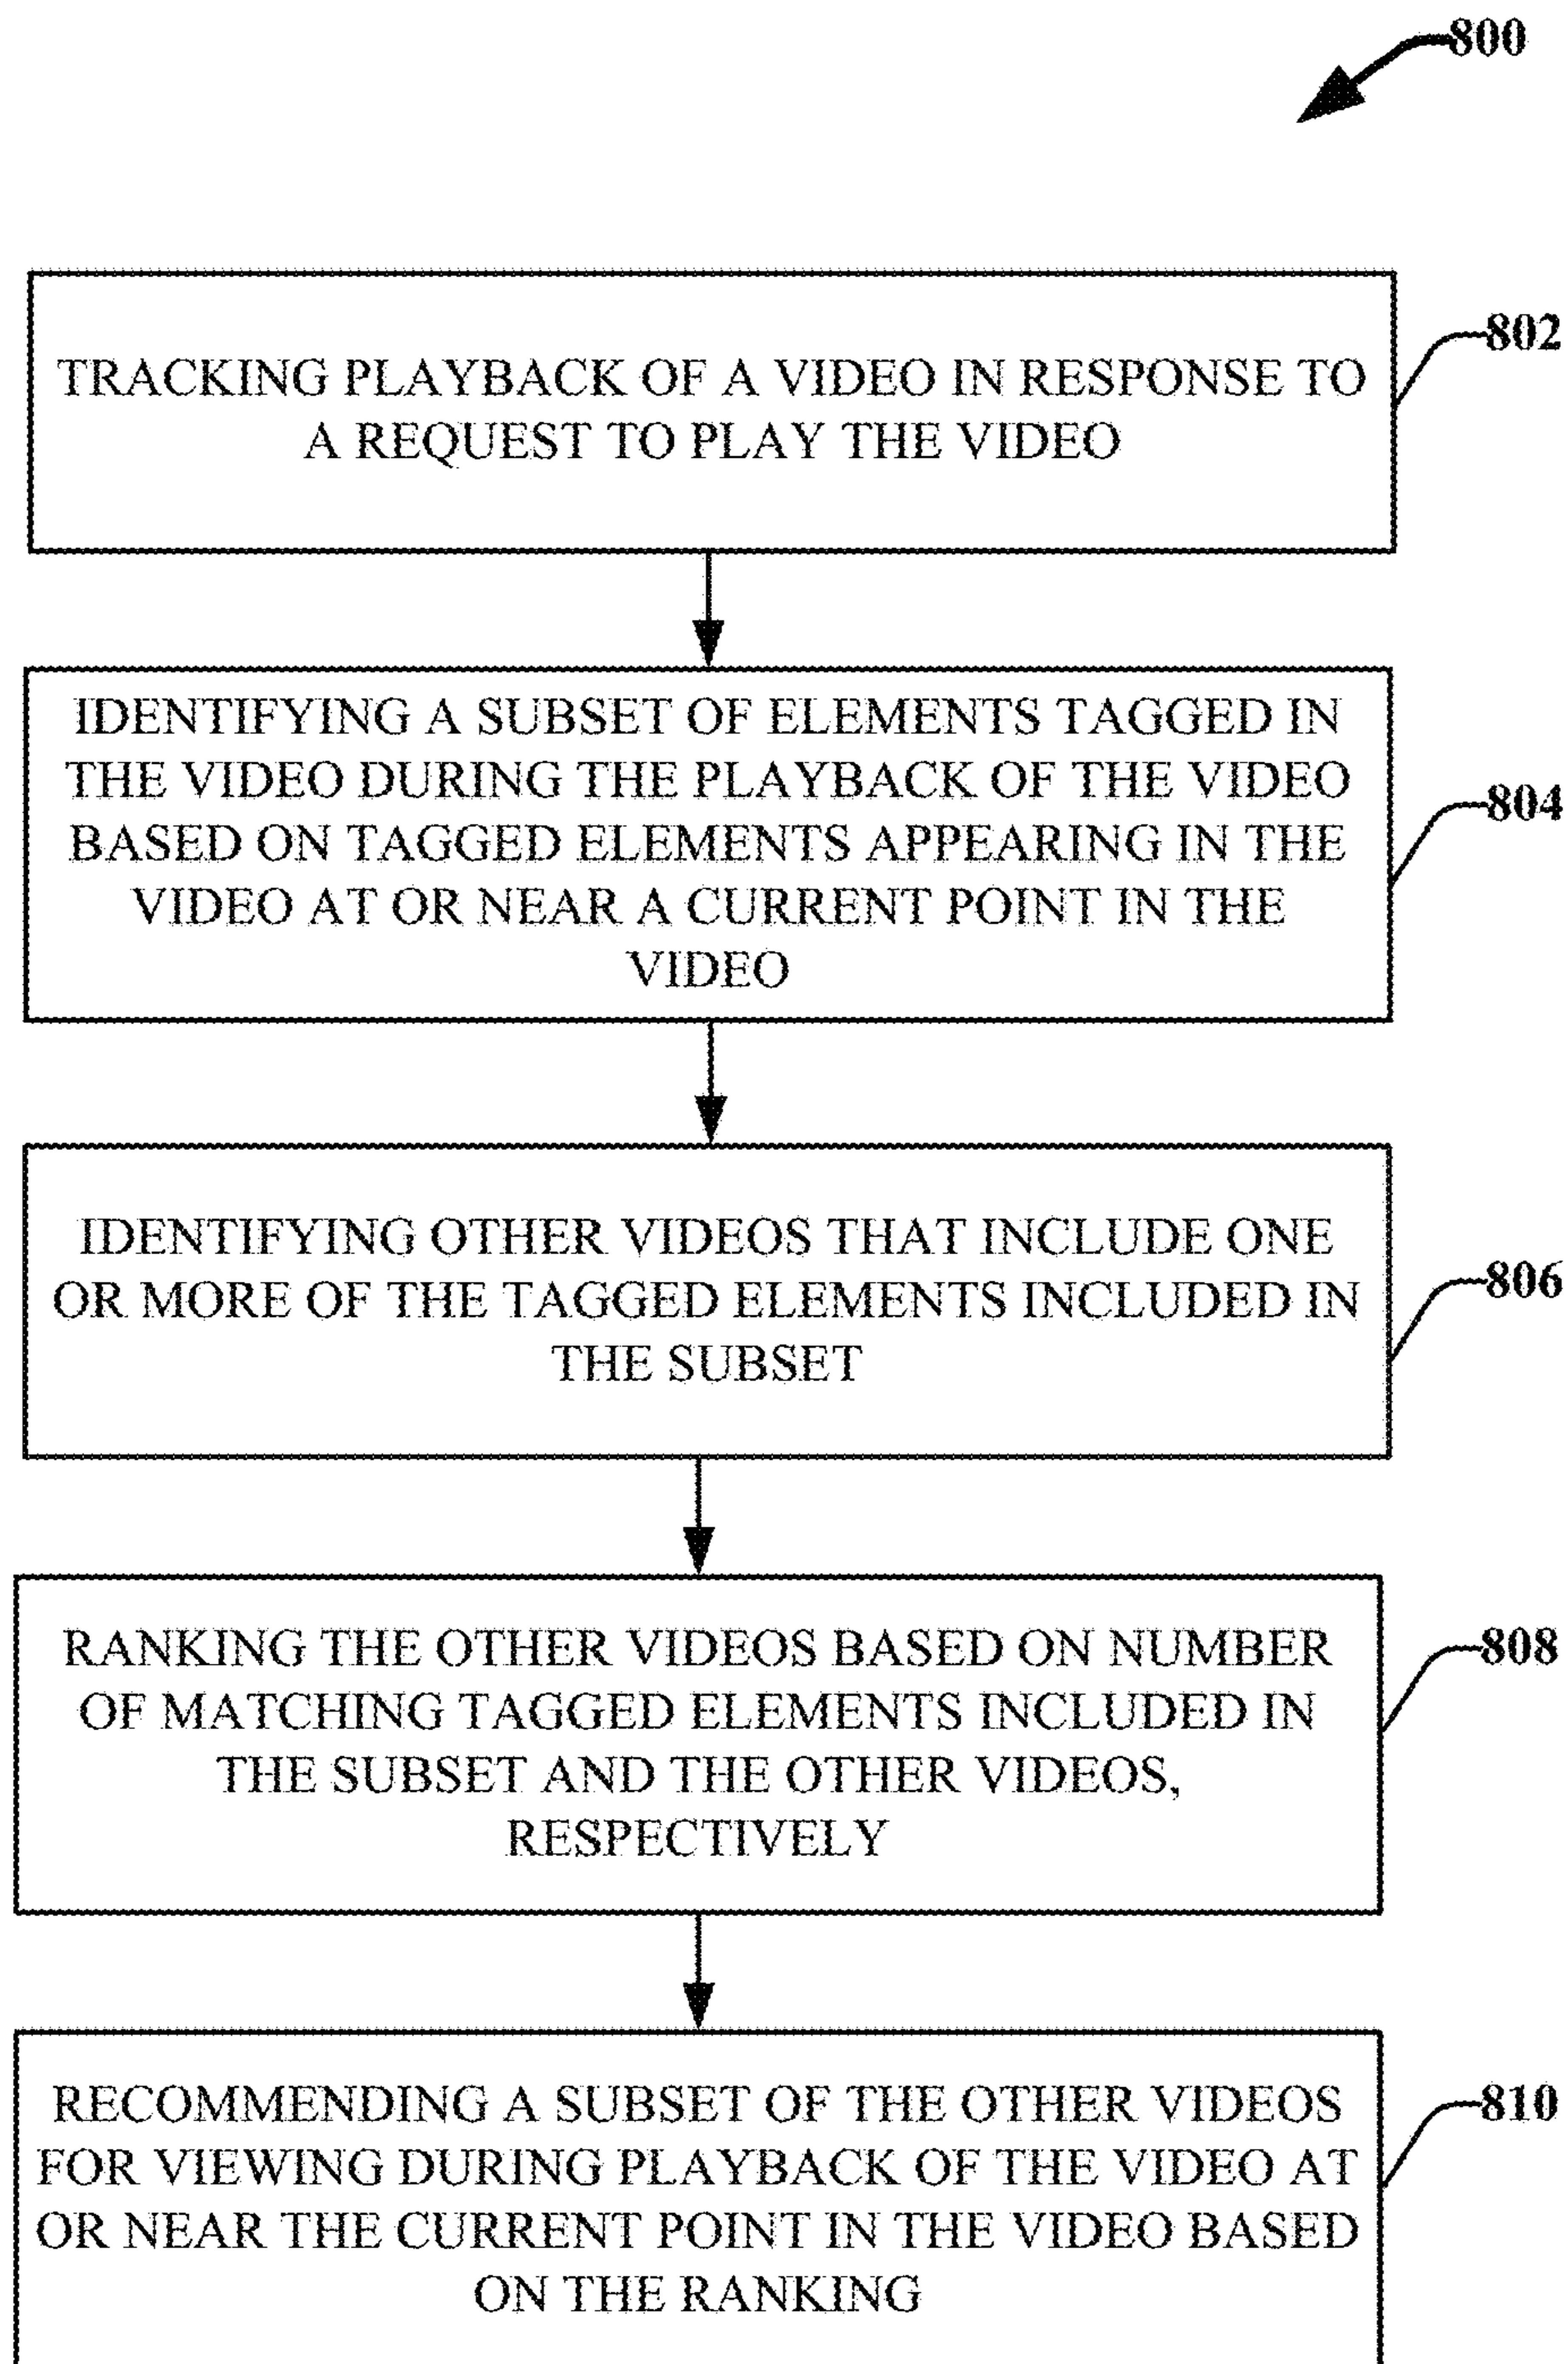 800
TRACKING PLAYBACK OF A VIDEO IN RESPONSE TO
A REQUEST TO PLAY THE VIDEO
802
IDENTIFYING A SUBSET OF ELEMENTS TAGGED IN
THE VIDEO DURING THE PLAYBACK OF THE VIDEO
BASED ON TAGGED ELEMENTS APPEARING IN THE
VIDEO AT OR NEAR A CURRENT POINT IN THE
VIDEO
804
IDENTIFYING OTHER VIDEOS THAT INCLUDE ONE
OR MORE OF THE TAGGED ELEMENTS INCLUDED IN
THE SUBSET
806
RANKING THE OTHER VIDEOS BASED ON NUMBER
OF MATCHING TAGGED ELEMENTS INCLUDED IN
THE SUBSET AND THE OTHER VIDEOS,
RESPECTIVELY
808
RECOMMENDING A SUBSET OF THE OTHER VIDEOS
FOR VIEWING DURING PLAYBACK OF THE VIDEO AT
OR NEAR THE CURRENT POINT IN THE VIDEO BASED
ON THE RANKING
810